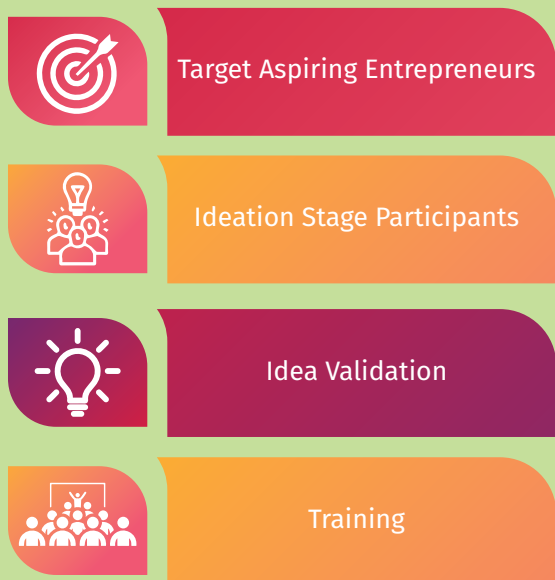 Target Aspiring Entrepreneurs
Ideation Stage Participants
Idea Validation
Training